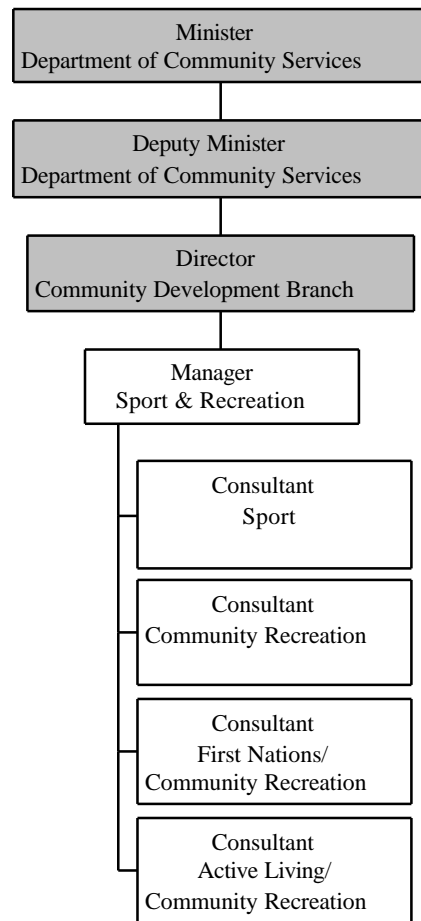 Minister
Department of Community Services
Deputy Minister
Department of Community Services
Director
Community Development Branch
Manager
Sport & Recreation
Consultant
Sport
Consultant
Community Recreation
Consultant
First Nations/
Community Recreation
Consultant
Active Living/
Community Recreation